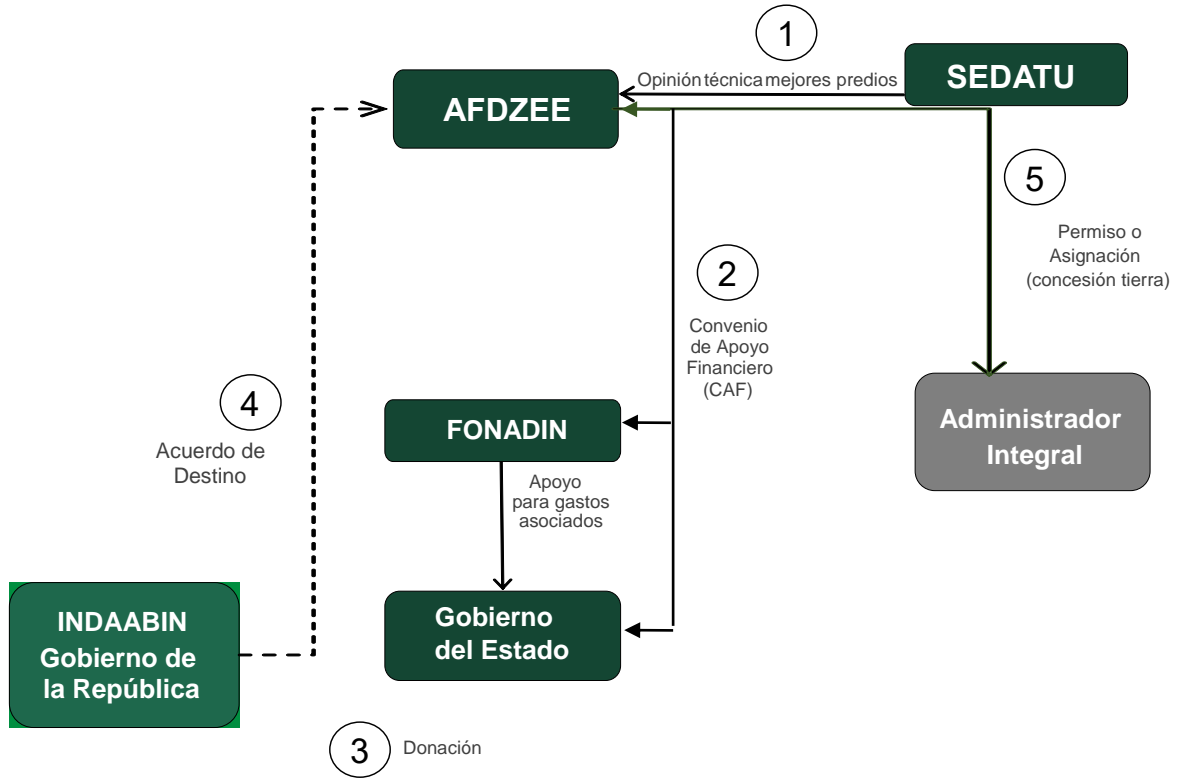 1
Opinión técnica mejores predios
SEDATU
AFDZEE
5
Permiso o
Asignación
(concesión tierra)
2
Convenio
de Apoyo
Financiero
(CAF)
4
Acuerdo de
Destino
FONADIN
Administrador
Integral
Apoyo
para gastos
asociados
INDAABIN
Gobierno de
la República
Gobierno
del Estado
3
Donación